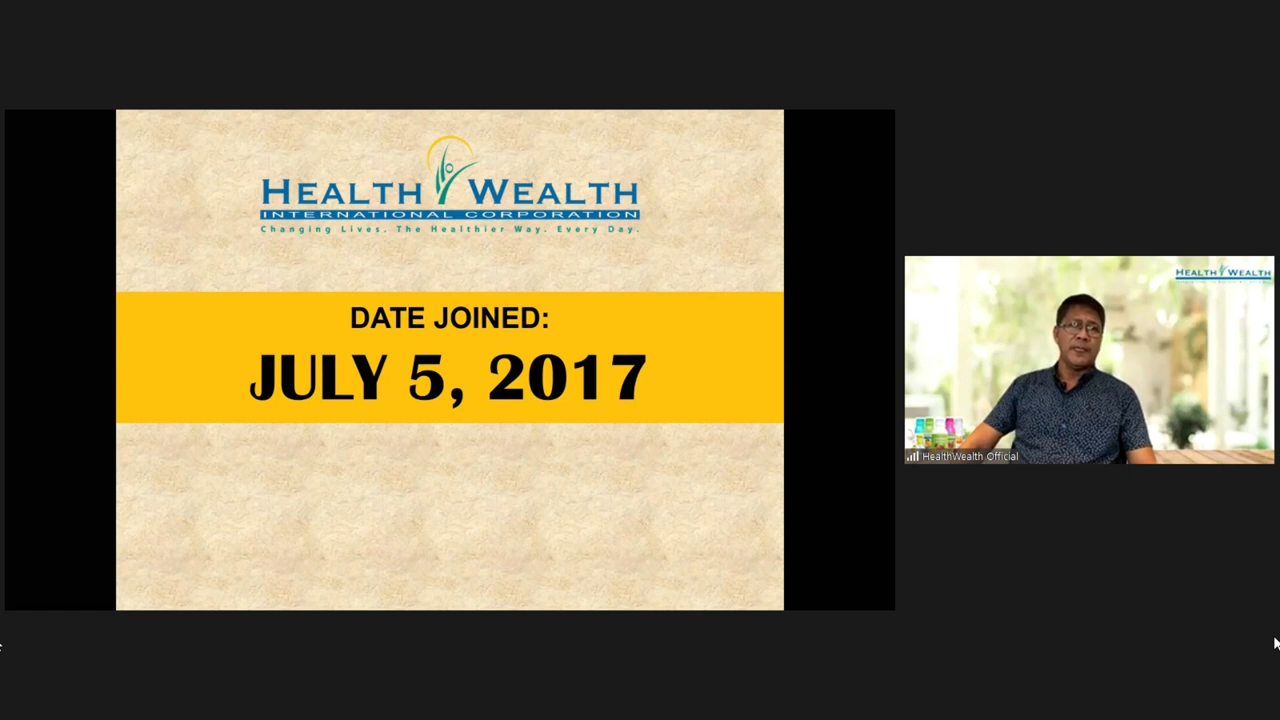 HEALTH WEALTH
INTERNATIONAL CORPORATION
Changing Lives. The Healthier Way. Every Day.
DATE JOINED:
JULY 5, 2017
HEALTH WEALTH
HealthWealth Official